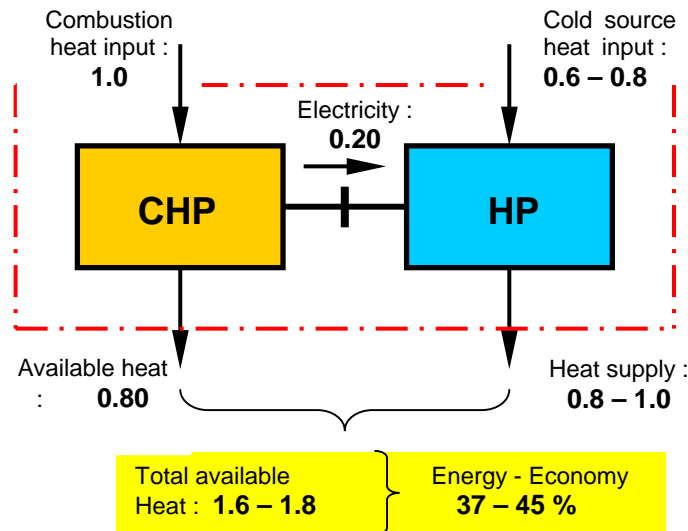 Combustion
heat input :
1.0
Cold source
heat input :
0.6 – 0.8
Electricity :
0.20
CHP
HP
Available heat
: 0.80
Heat supply :
0.8 – 1.0
Total available
Heat : 1.6 – 1.8
Energy - Economy
37 – 45 %